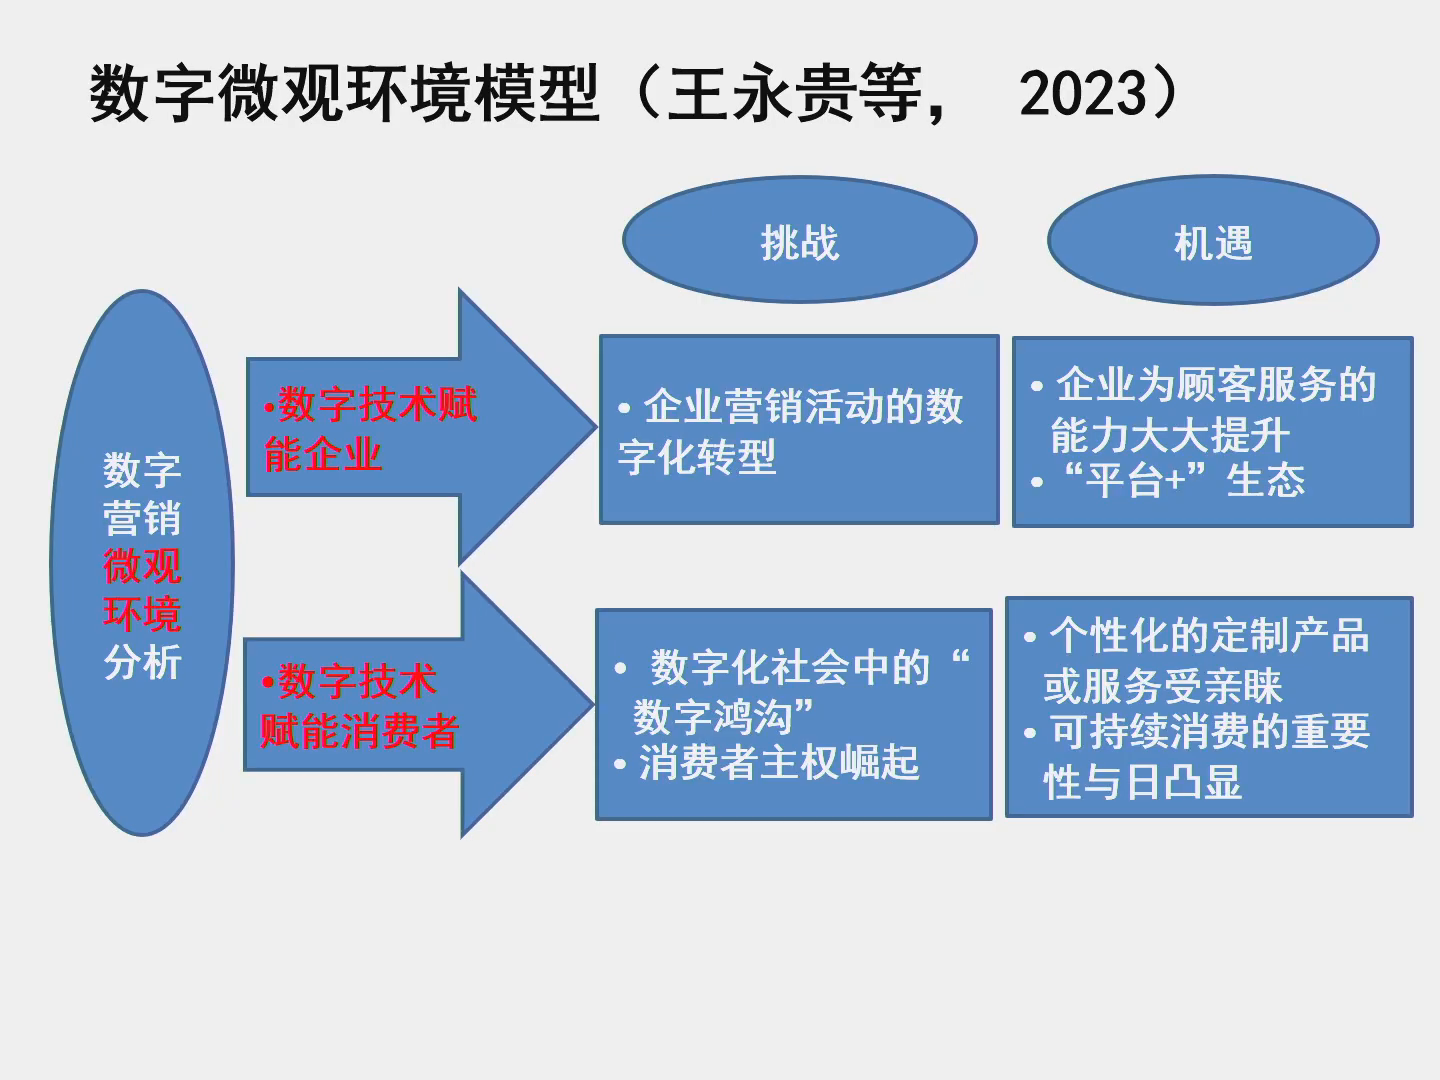 数字微观环境模型（王永贵等， 2023）
挑战
机遇
数字
营销
微观
环境
分析
•数字技术赋
能企业
• 企业营销活动的数
字化转型
• 企业为顾客服务的
能力大大提升
• “平台+”生态
•数字技术
赋能消费者
• 数字化社会中的“
数字鸿沟”
• 消费者主权崛起
• 个性化的定制产品
或服务受亲睐
• 可持续消费的重要
性与日凸显